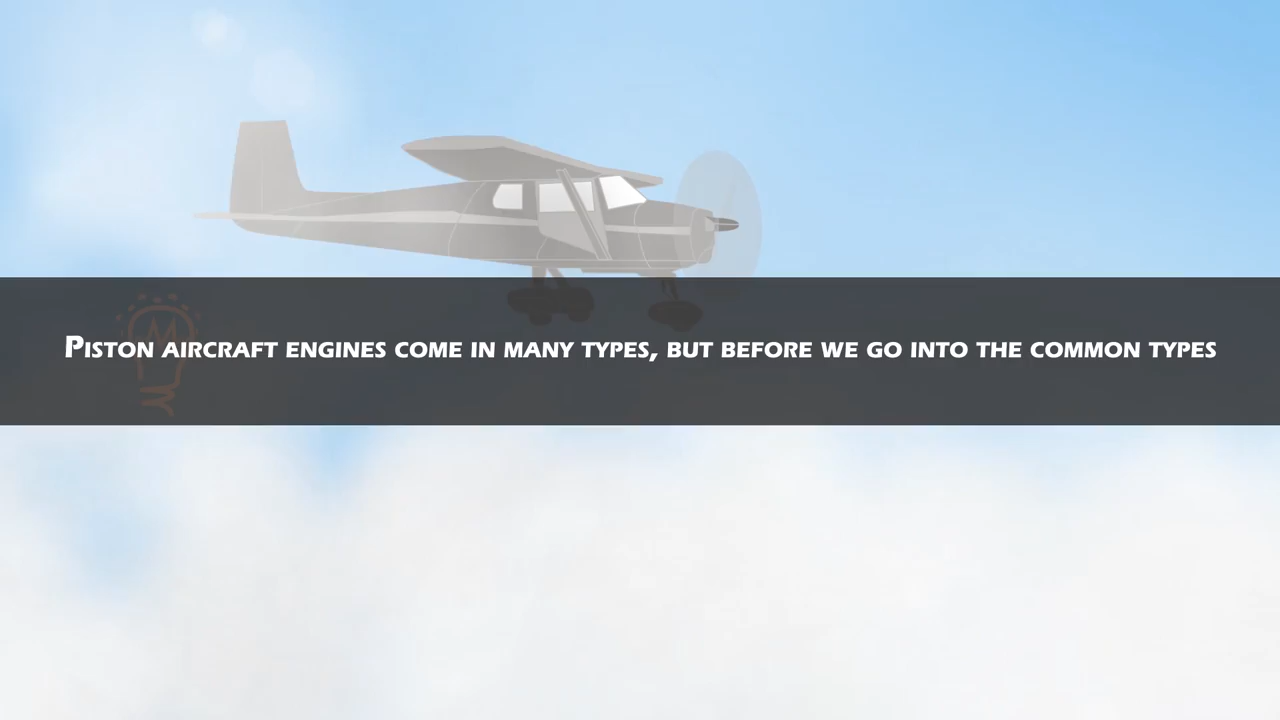 Piston aircraft engines come in many types, but before we go into the common types